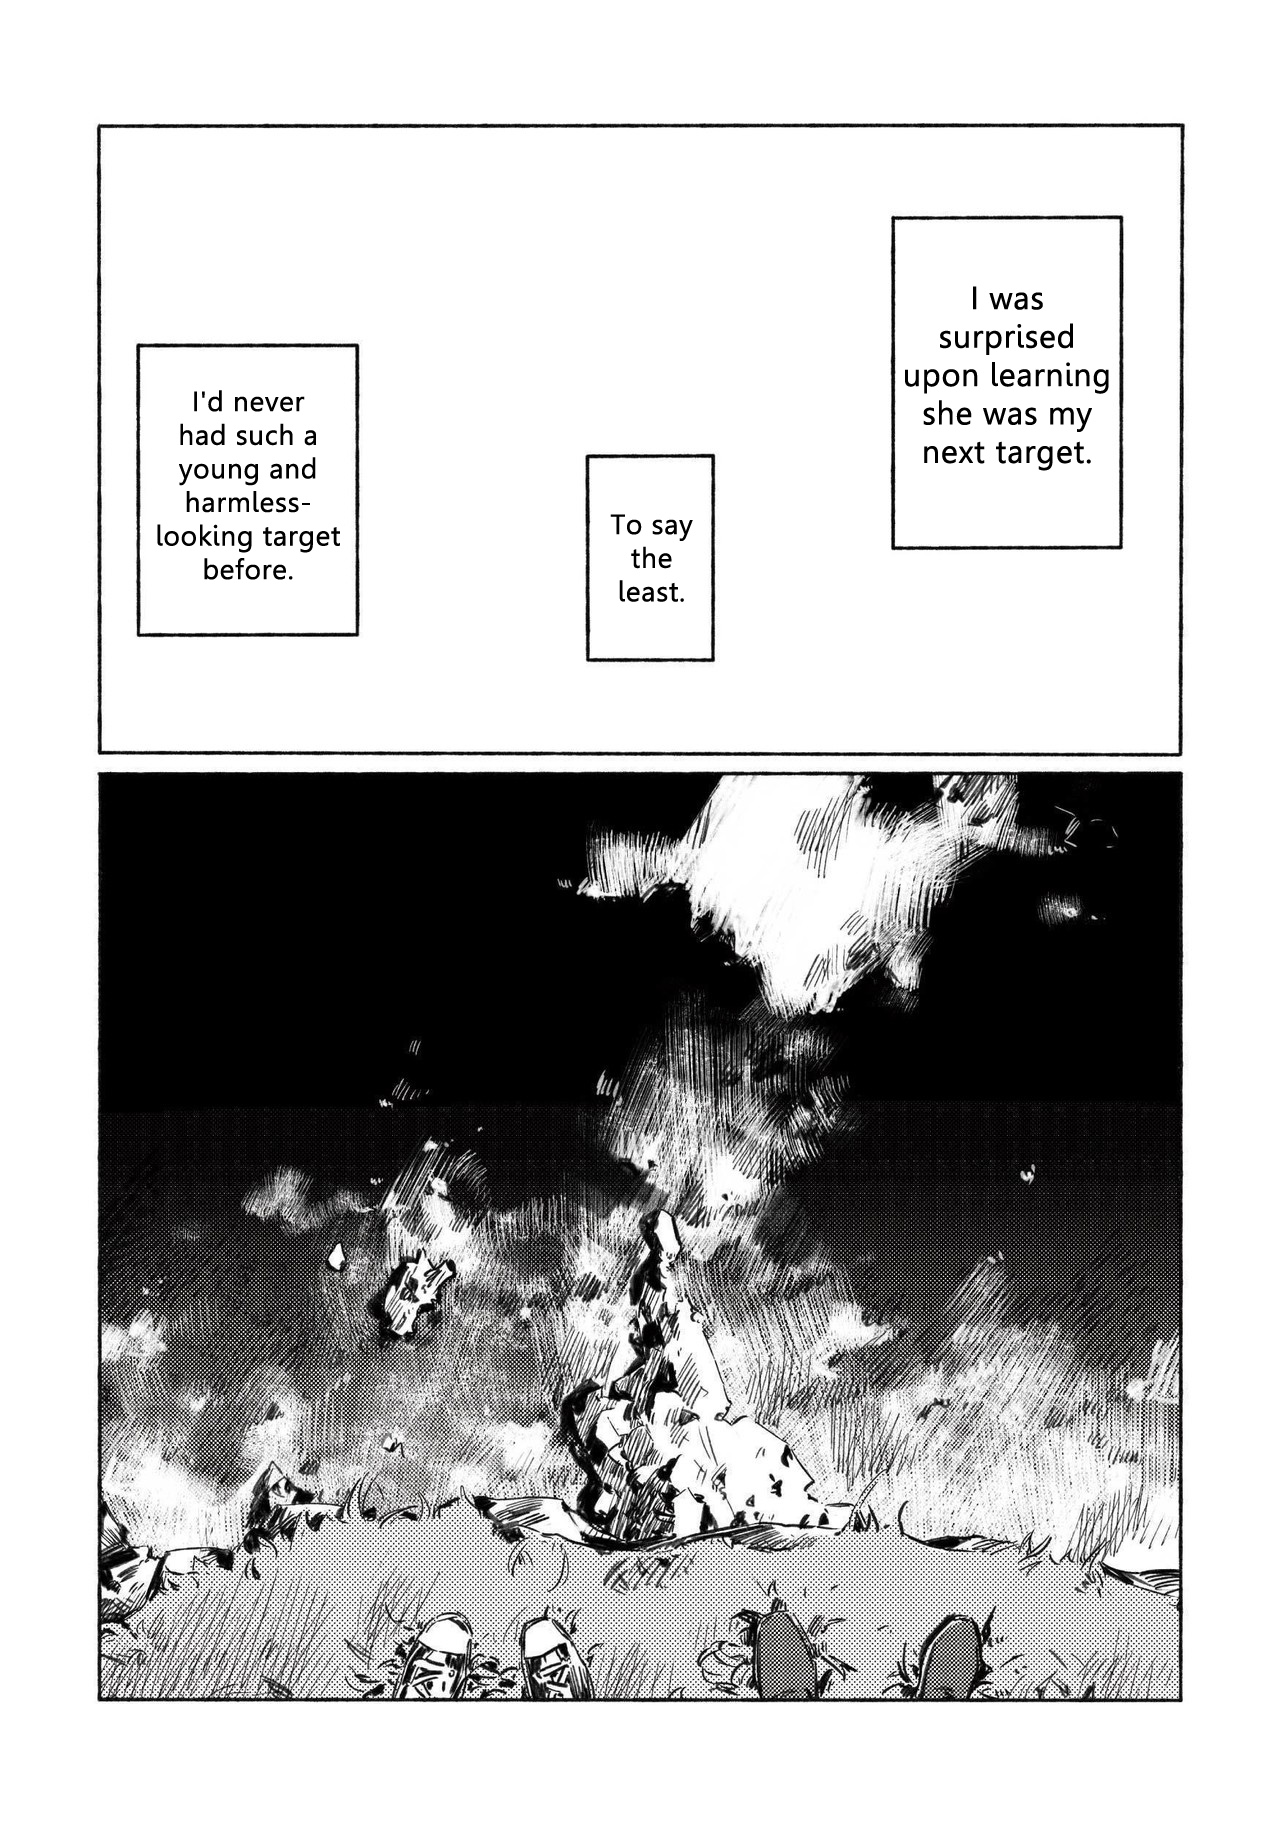 I was
surprised
upon learning
she was my
next target.
To say
the
least.
I'd never
had such a
young and
harmless-
looking target
before.